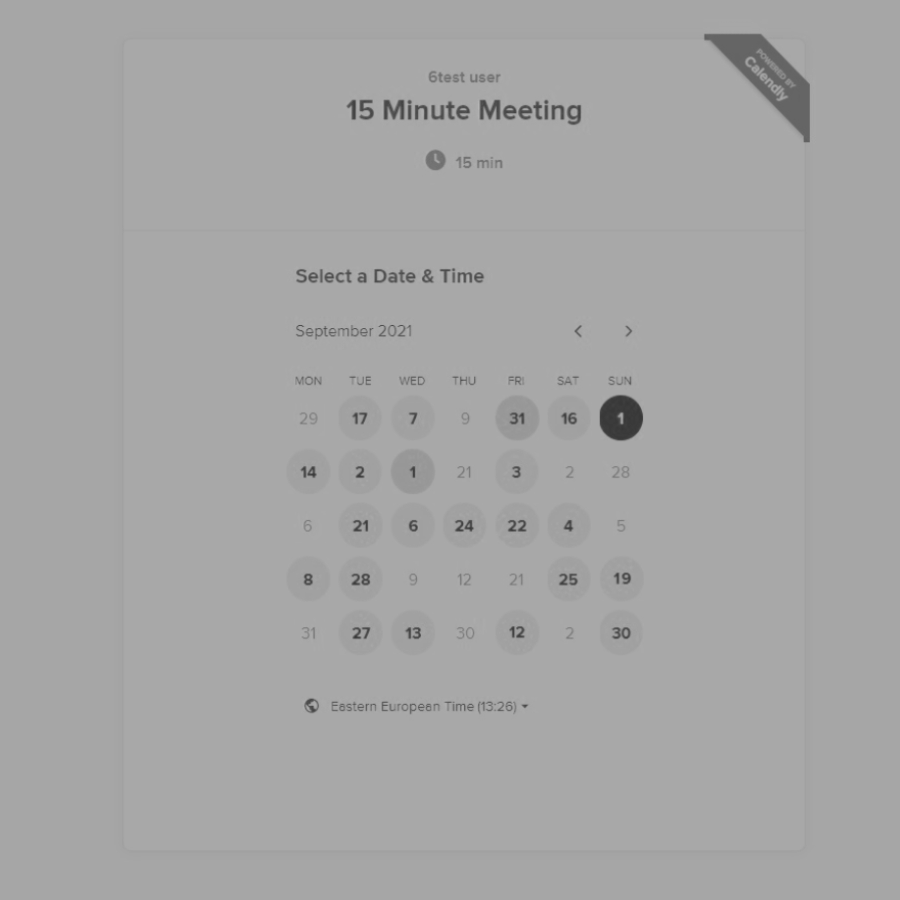 POWERED BY
Calendly
6test user
15 Minute Meeting
15 min
Select a Date & Time
September 2021
MON TUE WED THU FRI SAT SUN
29 17 7 9 31 16 1
14 2 1 21 3 2 28
6 21 6 24 22 4 5
8 28 9 12 21 25 19
31 27 13 30 12 2 30
Eestern European Time (13:26)